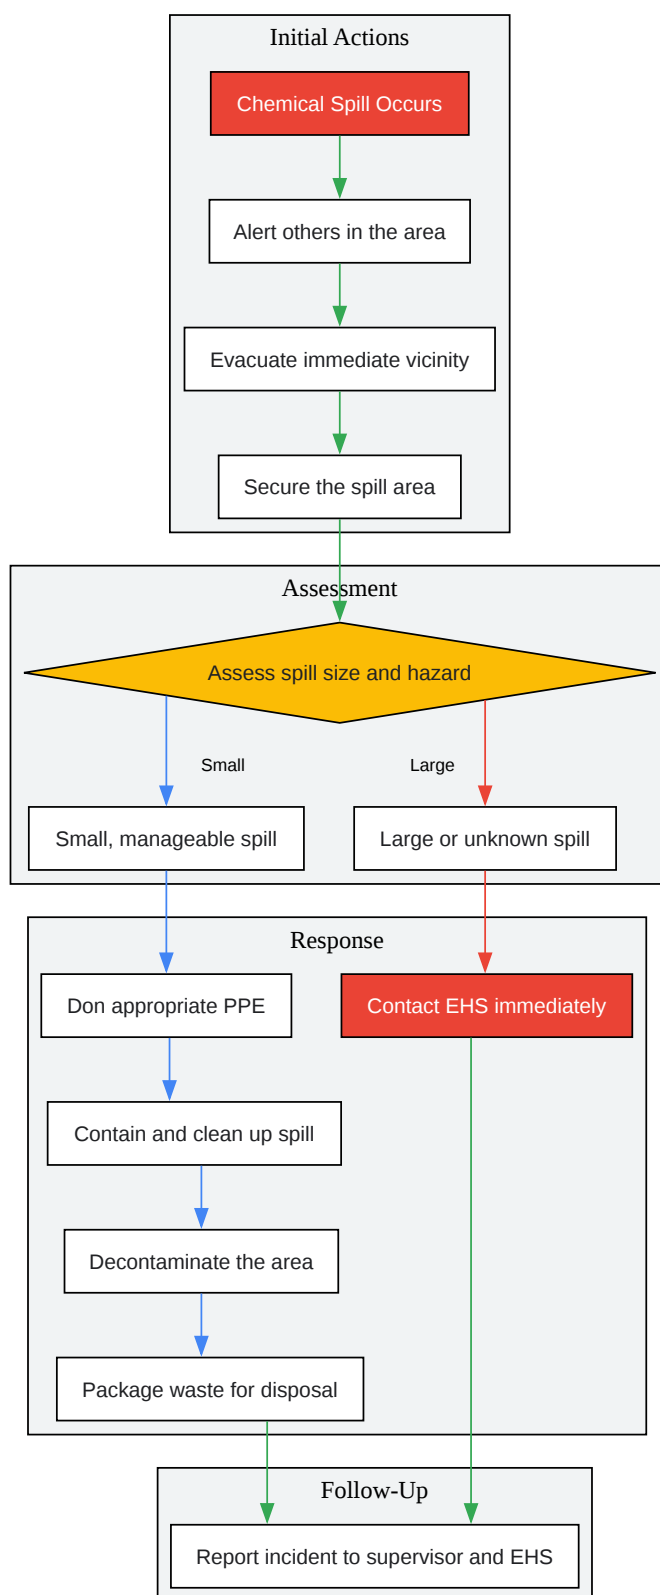 Initial Actions
Chemical Spill Occurs
Alert others in the area
Evacuate immediate vicinity
Secure the spill area
Assessment
Assess spill size and hazard
Small
Large
Small, manageable spill
Large or unknown spill
Response
Don appropriate PPE
Contact EHS immediately
Contain and clean up spill
Decontaminate the area
Package waste for disposal
Follow-Up
Report incident to supervisor and EHS